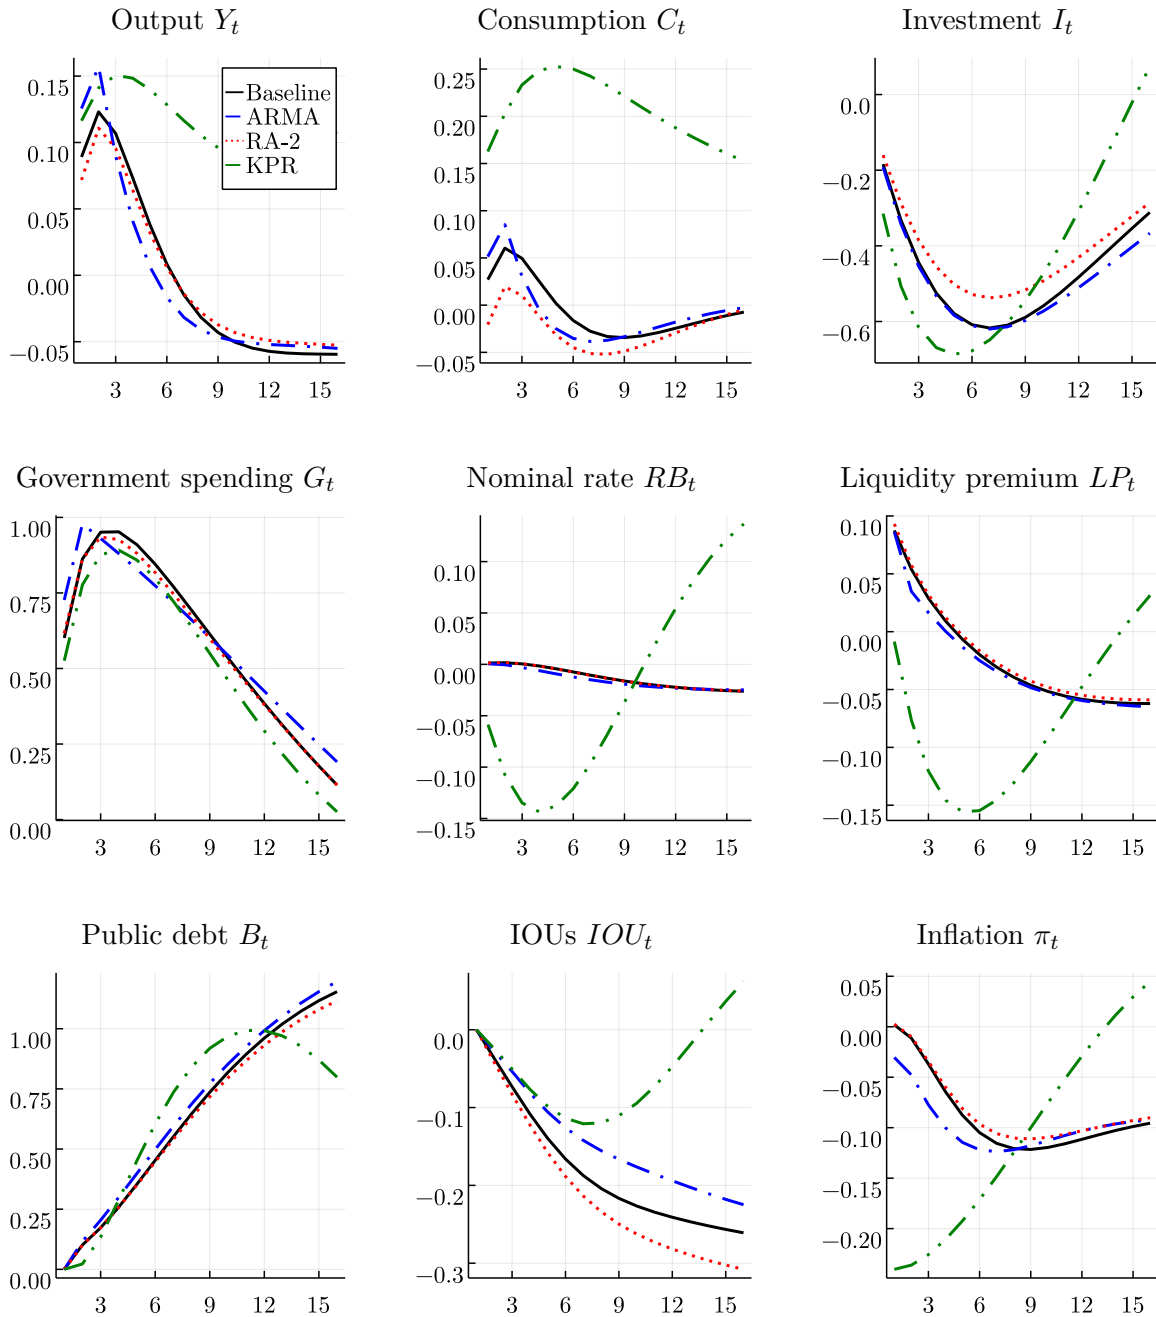 Output Y_t
Consumption C_t
Investment I_t
0.15
0.10
0.05
0.00
−0.05
Baseline
ARMA
RA-2
KPR
3 6 9 12 15
0.25
0.20
0.15
0.10
0.05
0.00
−0.05
3 6 9 12 15
0.0
−0.2
−0.4
−0.6
3 6 9 12 15
Government spending G_t
Nominal rate RB_t
Liquidity premium LP_t
1.00
0.75
0.50
0.25
0.00
3 6 9 12 15
0.10
0.05
0.00
−0.05
−0.10
−0.15
3 6 9 12 15
0.10
0.05
0.00
−0.05
−0.10
−0.15
3 6 9 12 15
Public debt B_t
IOUs IOU_t
Inflation π_t
1.00
0.75
0.50
0.25
0.00
3 6 9 12 15
0.0
−0.1
−0.2
−0.3
3 6 9 12 15
0.05
0.00
−0.05
−0.10
−0.15
−0.20
3 6 9 12 15